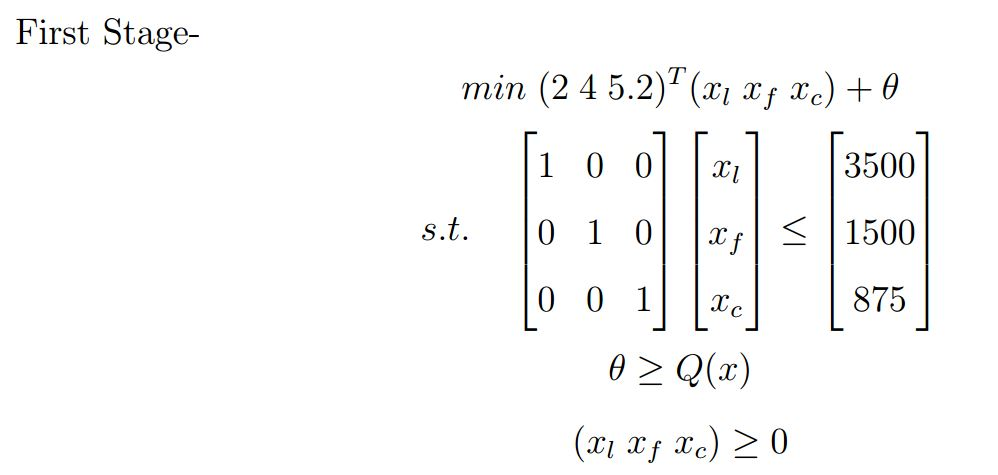 First Stage-
min (2 4 5.2)^T (x_l x_f x_c) + θ
s.t. [1 0 0; 0 1 0; 0 0 1] [x_l; x_f; x_c] ≤ [3500; 1500; 875]
θ ≥ Q(x)
(x_l x_f x_c) ≥ 0